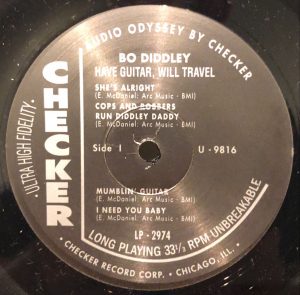 AUDIO ODYSSEY BY CHECKER
BO DIDDLEY
HAVE GUITAR, WILL TRAVEL
SHE'S ALRIGHT
(E. McDaniel: Arc Music - BMI)
COPS AND ROBBERS
RUN DIDDLEY DADDY
(E. McDaniel: Arc Music - BMI)
Side 1
U - 9816
MUMBLIN' GUITAR
(E. McDaniel: Arc Music - BMI)
I NEED YOU BABY
(E. McDaniel: Arc Music - BMI)
LP - 2974
LONG PLAYING 33⅓ RPM UNBREAKABLE
• CHECKER RECORD CORP. • CHICAGO, ILL. •
CHECKER
• ULTRA HIGH FIDELITY •